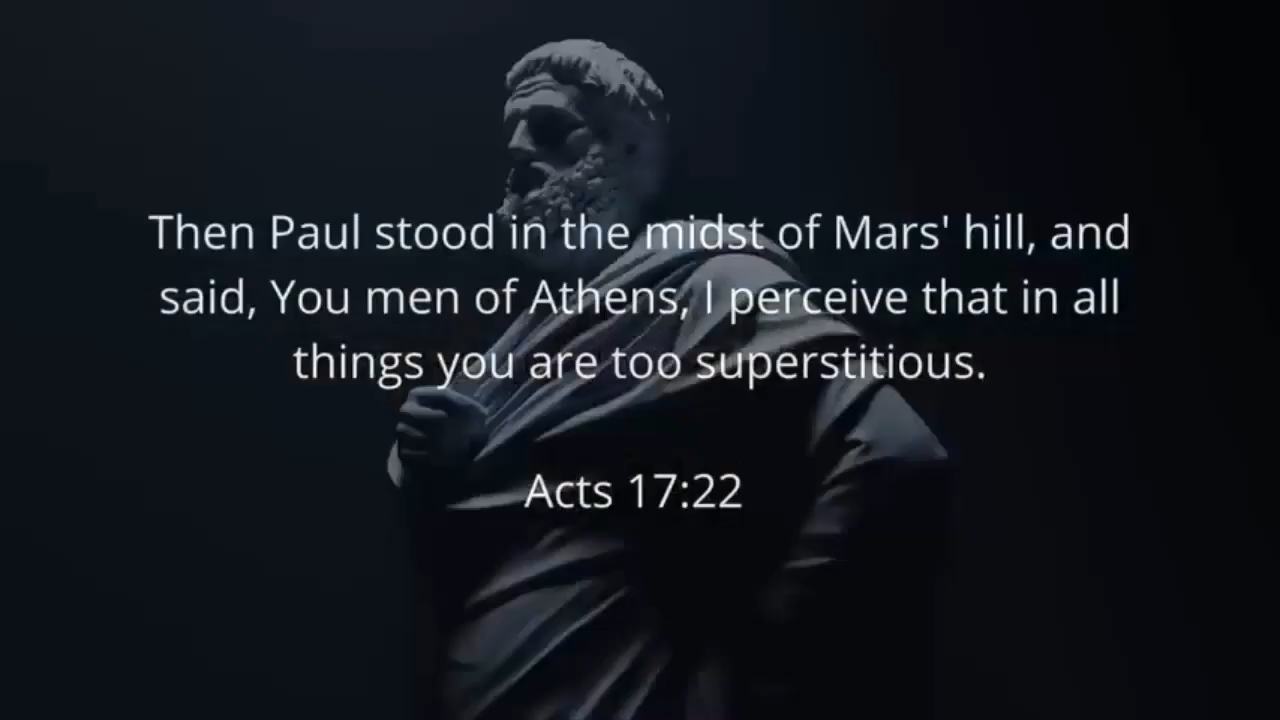 Then Paul stood in the midst of Mars' hill, and
said, You men of Athens, I perceive that in all
things you are too superstitious.
Acts 17:22